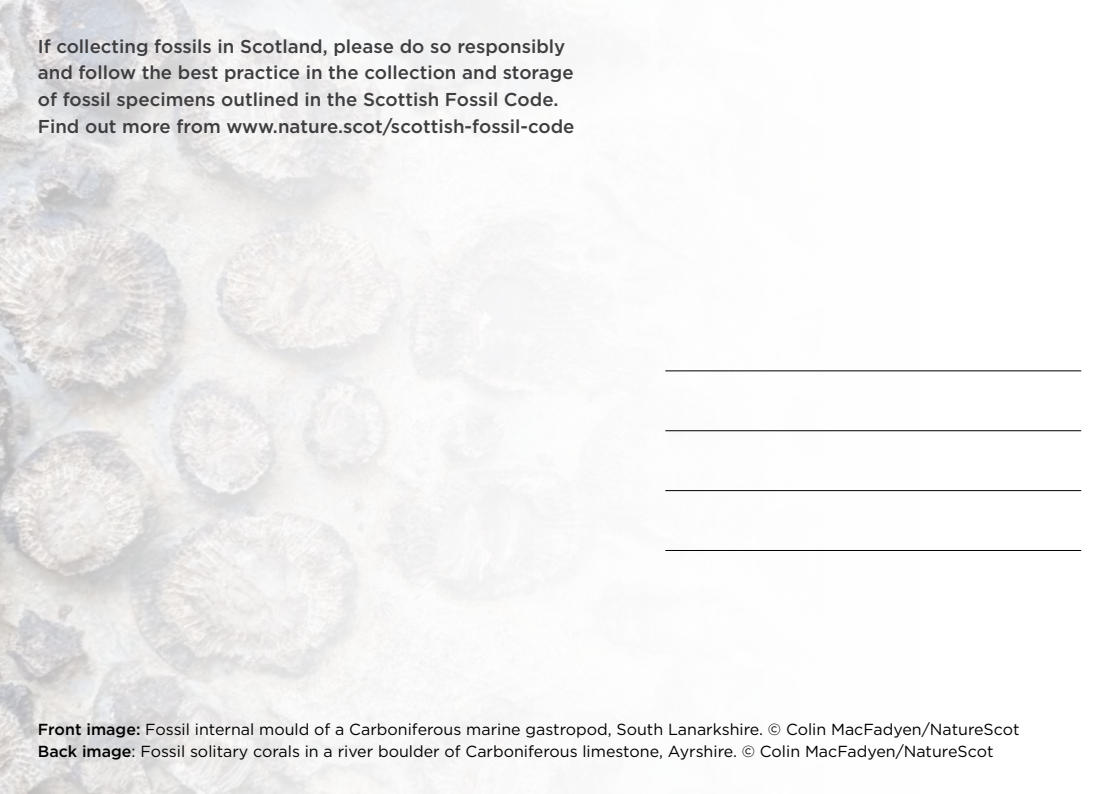 If collecting fossils in Scotland, please do so responsibly
and follow the best practice in the collection and storage
of fossil specimens outlined in the Scottish Fossil Code.
Find out more from www.nature.scot/scottish-fossil-code
Front image: Fossil internal mould of a Carboniferous marine gastropod, South Lanarkshire. © Colin MacFadyen/NatureScot
Back image: Fossil solitary corals in a river boulder of Carboniferous limestone, Ayrshire. © Colin MacFadyen/NatureScot